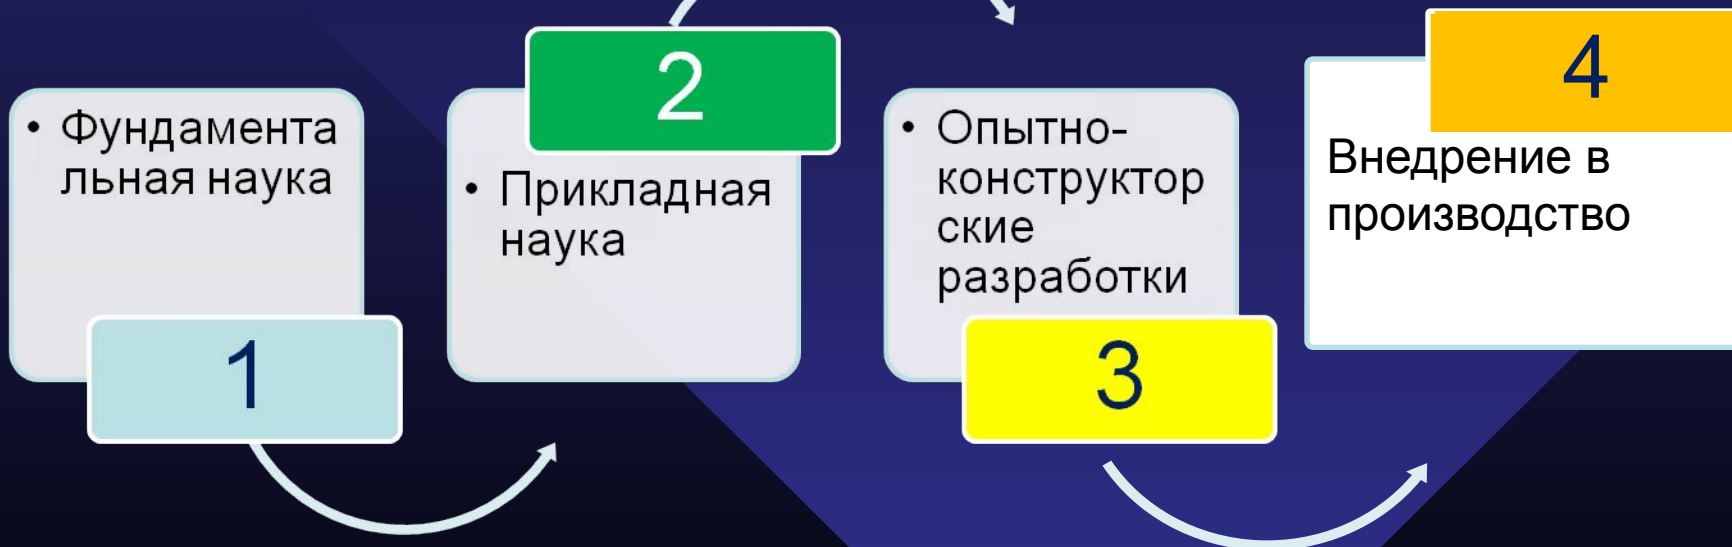 • Фундамента
льная наука
1
2
• Прикладная
наука
• Опытно-
конструктор
ские
разработки
3
4
Внедрение в
производство